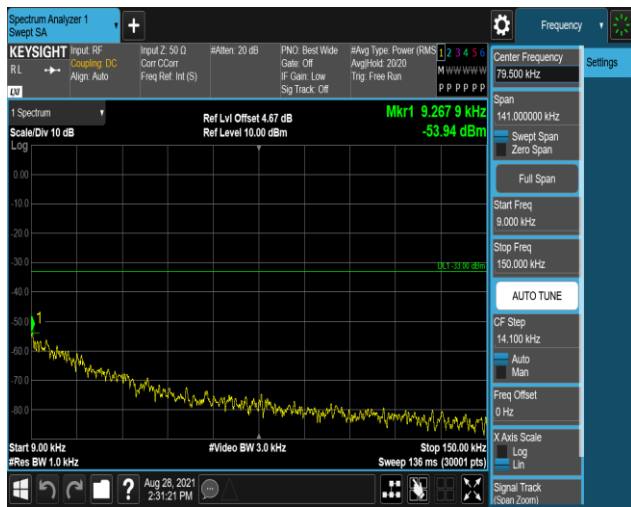 Spectrum Analyzer 1
Swept SA
+
Frequency
KEYSIGHT
Input: RF
Coupling: DC
Align: Auto
Input Z: 50 Ω
Corr CCorr
Freq Ref: Int (S)
#Atten: 20 dB
PNO: Best Wide
Gate: Off
IF Gain: Low
Sig Track: Off
#Avg Type: Power (RMS
Avg|Hold: 20/20
Trig: Free Run
1 2 3 4 5 6
M W W W W W
P P P P P P
RL
LXI
1 Spectrum
Scale/Div 10 dB
Ref Lvl Offset 4.67 dB
Ref Level 10.00 dBm
Mkr1 9.267 9 kHz
-53.94 dBm
Log
0.00
-10.0
-20.0
-30.0
-40.0
-50.0
-60.0
-70.0
-80.0
1
DL1 -33.00 dBm
Start 9.00 kHz
#Res BW 1.0 kHz
#Video BW 3.0 kHz
Stop 150.00 kHz
Sweep 136 ms (30001 pts)
?
Aug 28, 2021
2:31:21 PM
Center Frequency
79.500 kHz
Span
141.000000 kHz
Swept Span
Zero Span
Full Span
Start Freq
9.000 kHz
Stop Freq
150.000 kHz
AUTO TUNE
CF Step
14.100 kHz
Auto
Man
Freq Offset
0 Hz
X Axis Scale
Log
Lin
Signal Track
(Span Zoom)
Settings